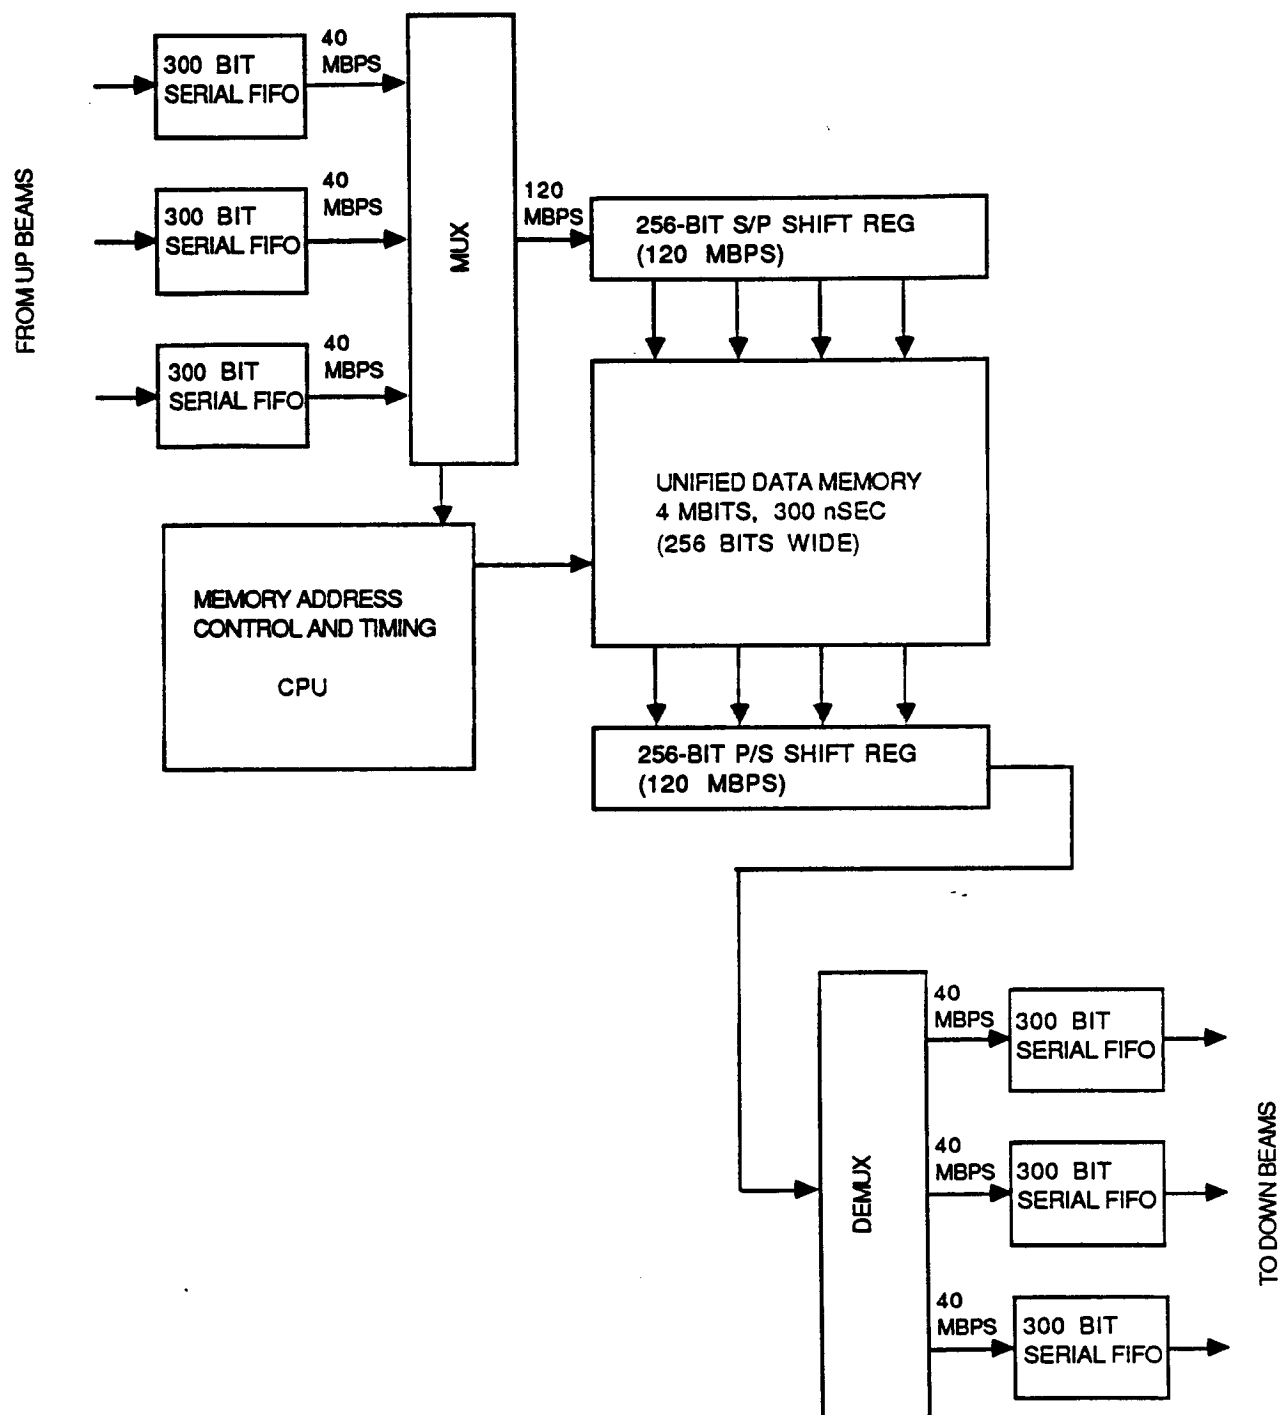 FROM UP BEAMS
300 BIT
SERIAL FIFO
40
MBPS
300 BIT
SERIAL FIFO
40
MBPS
300 BIT
SERIAL FIFO
40
MBPS
MUX
120
MBPS
256-BIT S/P SHIFT REG
(120 MBPS)
UNIFIED DATA MEMORY
4 MBITS, 300 nSEC
(256 BITS WIDE)
MEMORY ADDRESS
CONTROL AND TIMING
CPU
256-BIT P/S SHIFT REG
(120 MBPS)
DEMUX
40
MBPS
300 BIT
SERIAL FIFO
40
MBPS
300 BIT
SERIAL FIFO
40
MBPS
300 BIT
SERIAL FIFO
TO DOWN BEAMS